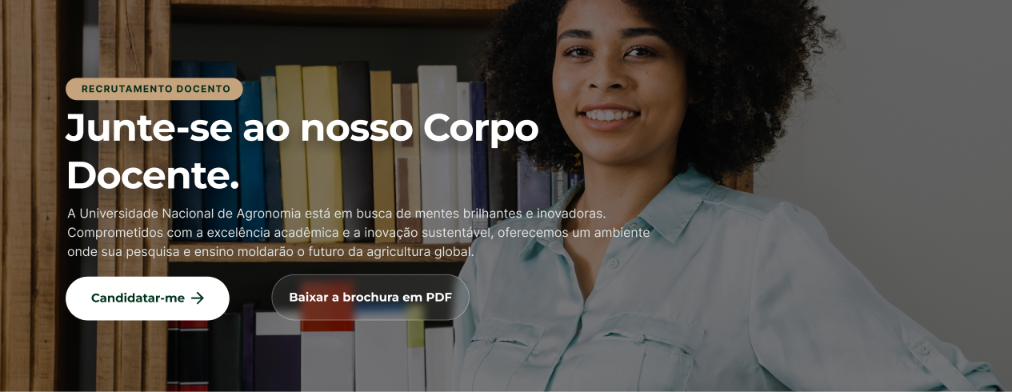 RECRUTAMENTO DOCENTO
Junte-se ao nosso Corpo
Docente.
A Universidade Nacional de Agronomia está em busca de mentes brilhantes e inovadoras.
Comprometidos com a excelência acadêmica e a inovação sustentável, oferecemos um ambiente
onde sua pesquisa e ensino moldarão o futuro da agricultura global.
Candidatar-me →
Baixar a brochura em PDF